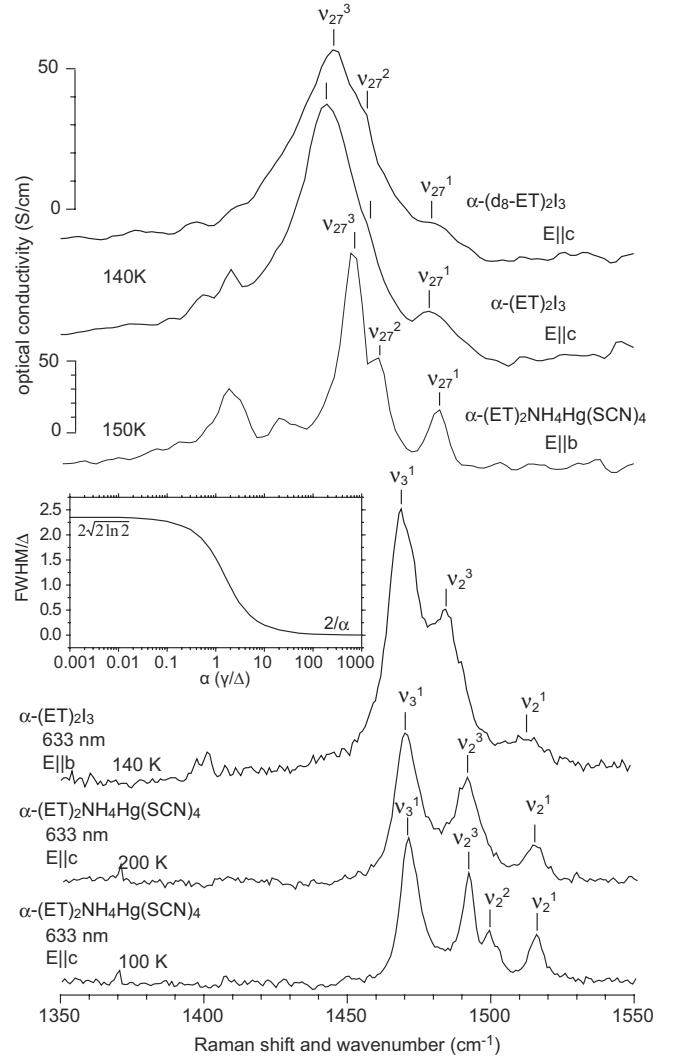 ν₂₇³
ν₂₇²
50
0
ν₂₇¹
α-(d₈-ET)₂I₃
E||c
optical conductivity (S/cm)
ν₂₇³
140K
ν₂₇¹
α-(ET)₂I₃
E||c
ν₂₇²
50
0
150K
ν₂₇¹
α-(ET)₂NH₄Hg(SCN)₄
E||b
ν₃¹
2.5
2.0
1.5
1.0
0.5
0.0
FWHM/Δ
2√2 ln 2
2/α
0.001 0.01 0.1 1 10 100 1000
α (γ/Δ)
ν₂³
α-(ET)₂I₃
633 nm
E||b
140 K
ν₃¹
ν₂³
ν₂¹
α-(ET)₂NH₄Hg(SCN)₄
633 nm
E||c
200 K
ν₃¹
ν₂³
ν₂¹
α-(ET)₂NH₄Hg(SCN)₄
633 nm
E||c
100 K
ν₂²
ν₂¹
1350 1400 1450 1500 1550
Raman shift and wavenumber (cm⁻¹)